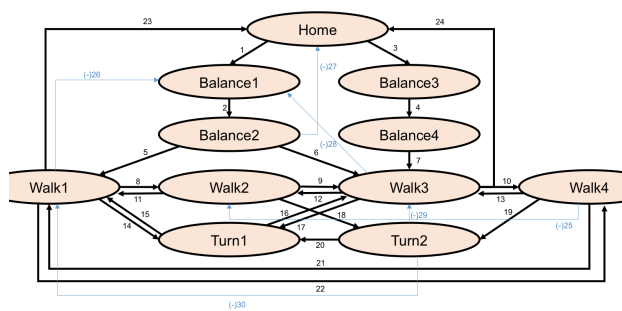 23
Home
24
1
3
(-)27
(-)26
Balance1
Balance3
2
4
Balance2
(-)28
Balance4
5
6
7
Walk1
8
Walk2
9
Walk3
10
Walk4
11
12
13
15
14
16
17
18
(-)29
19
(-)25
Turn1
20
Turn2
21
22
(-)30